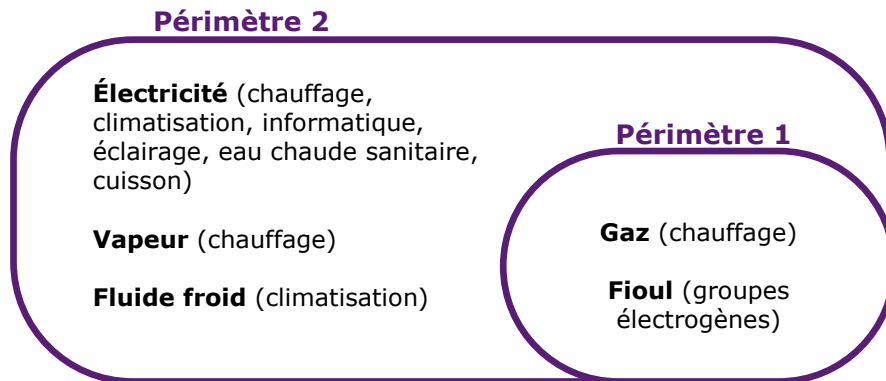 Périmètre 2
Électricité (chauffage,
climatisation, informatique,
éclairage, eau chaude sanitaire,
cuisson)
Vapeur (chauffage)
Fluide froid (climatisation)
Périmètre 1
Gaz (chauffage)
Fioul (groupes
électrogènes)